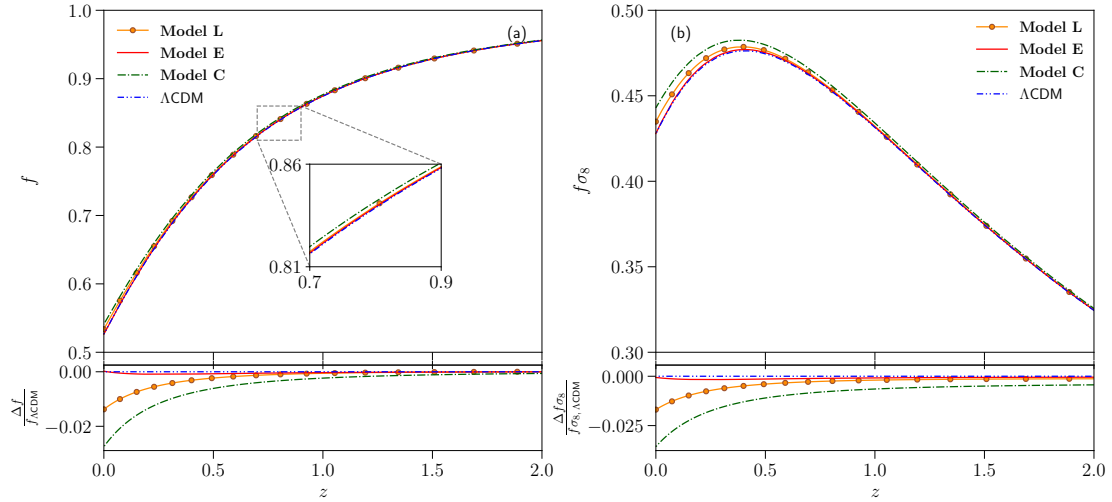 (a)
Model L
Model E
Model C
ΛCDM
f
1.0
0.9
0.8
0.7
0.6
0.5
0.86
0.81
0.7
0.9
Δf
f ΛCDM
0.00
−0.02
0.0
0.5
1.0
1.5
2.0
z
(b)
Model L
Model E
Model C
ΛCDM
fσ8
0.50
0.45
0.40
0.35
0.30
Δfσ8
fσ8, ΛCDM
0.000
−0.025
0.0
0.5
1.0
1.5
2.0
z